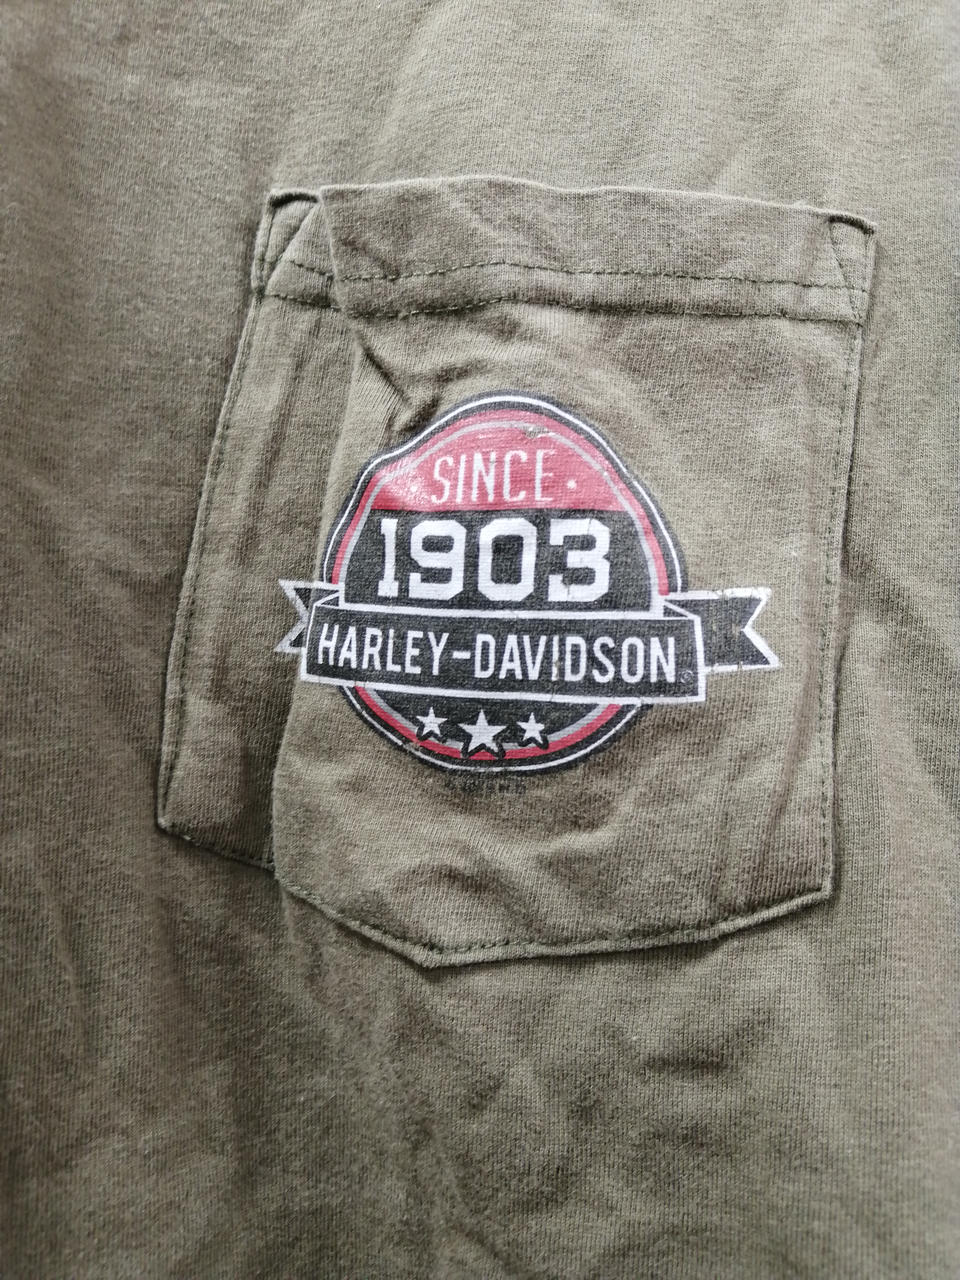 · SINCE ·
1903
HARLEY-DAVIDSON